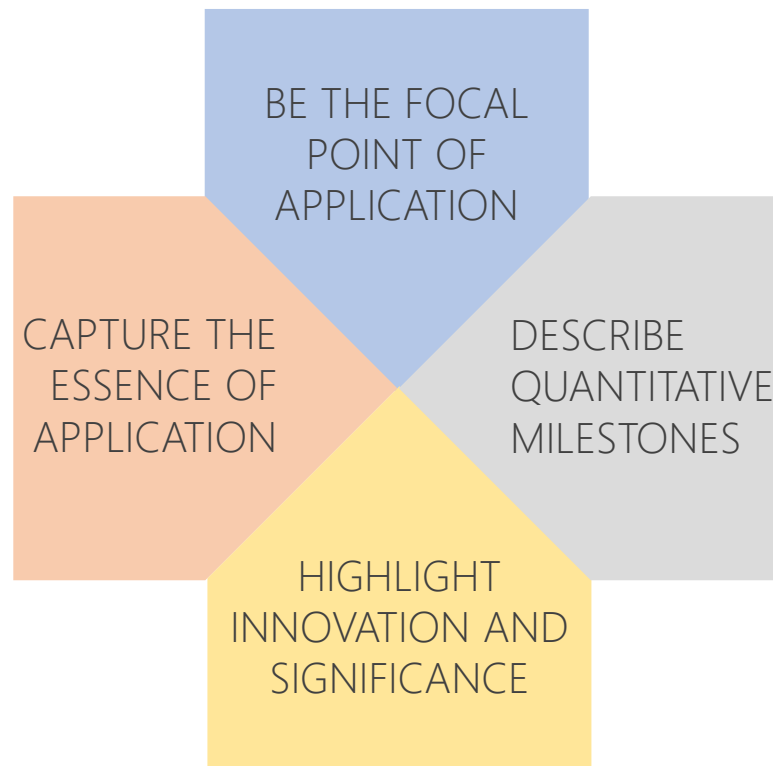 BE THE FOCAL
POINT OF
APPLICATION
CAPTURE THE
ESSENCE OF
APPLICATION
DESCRIBE
QUANTITATIVE
MILESTONES
HIGHLIGHT
INNOVATION AND
SIGNIFICANCE